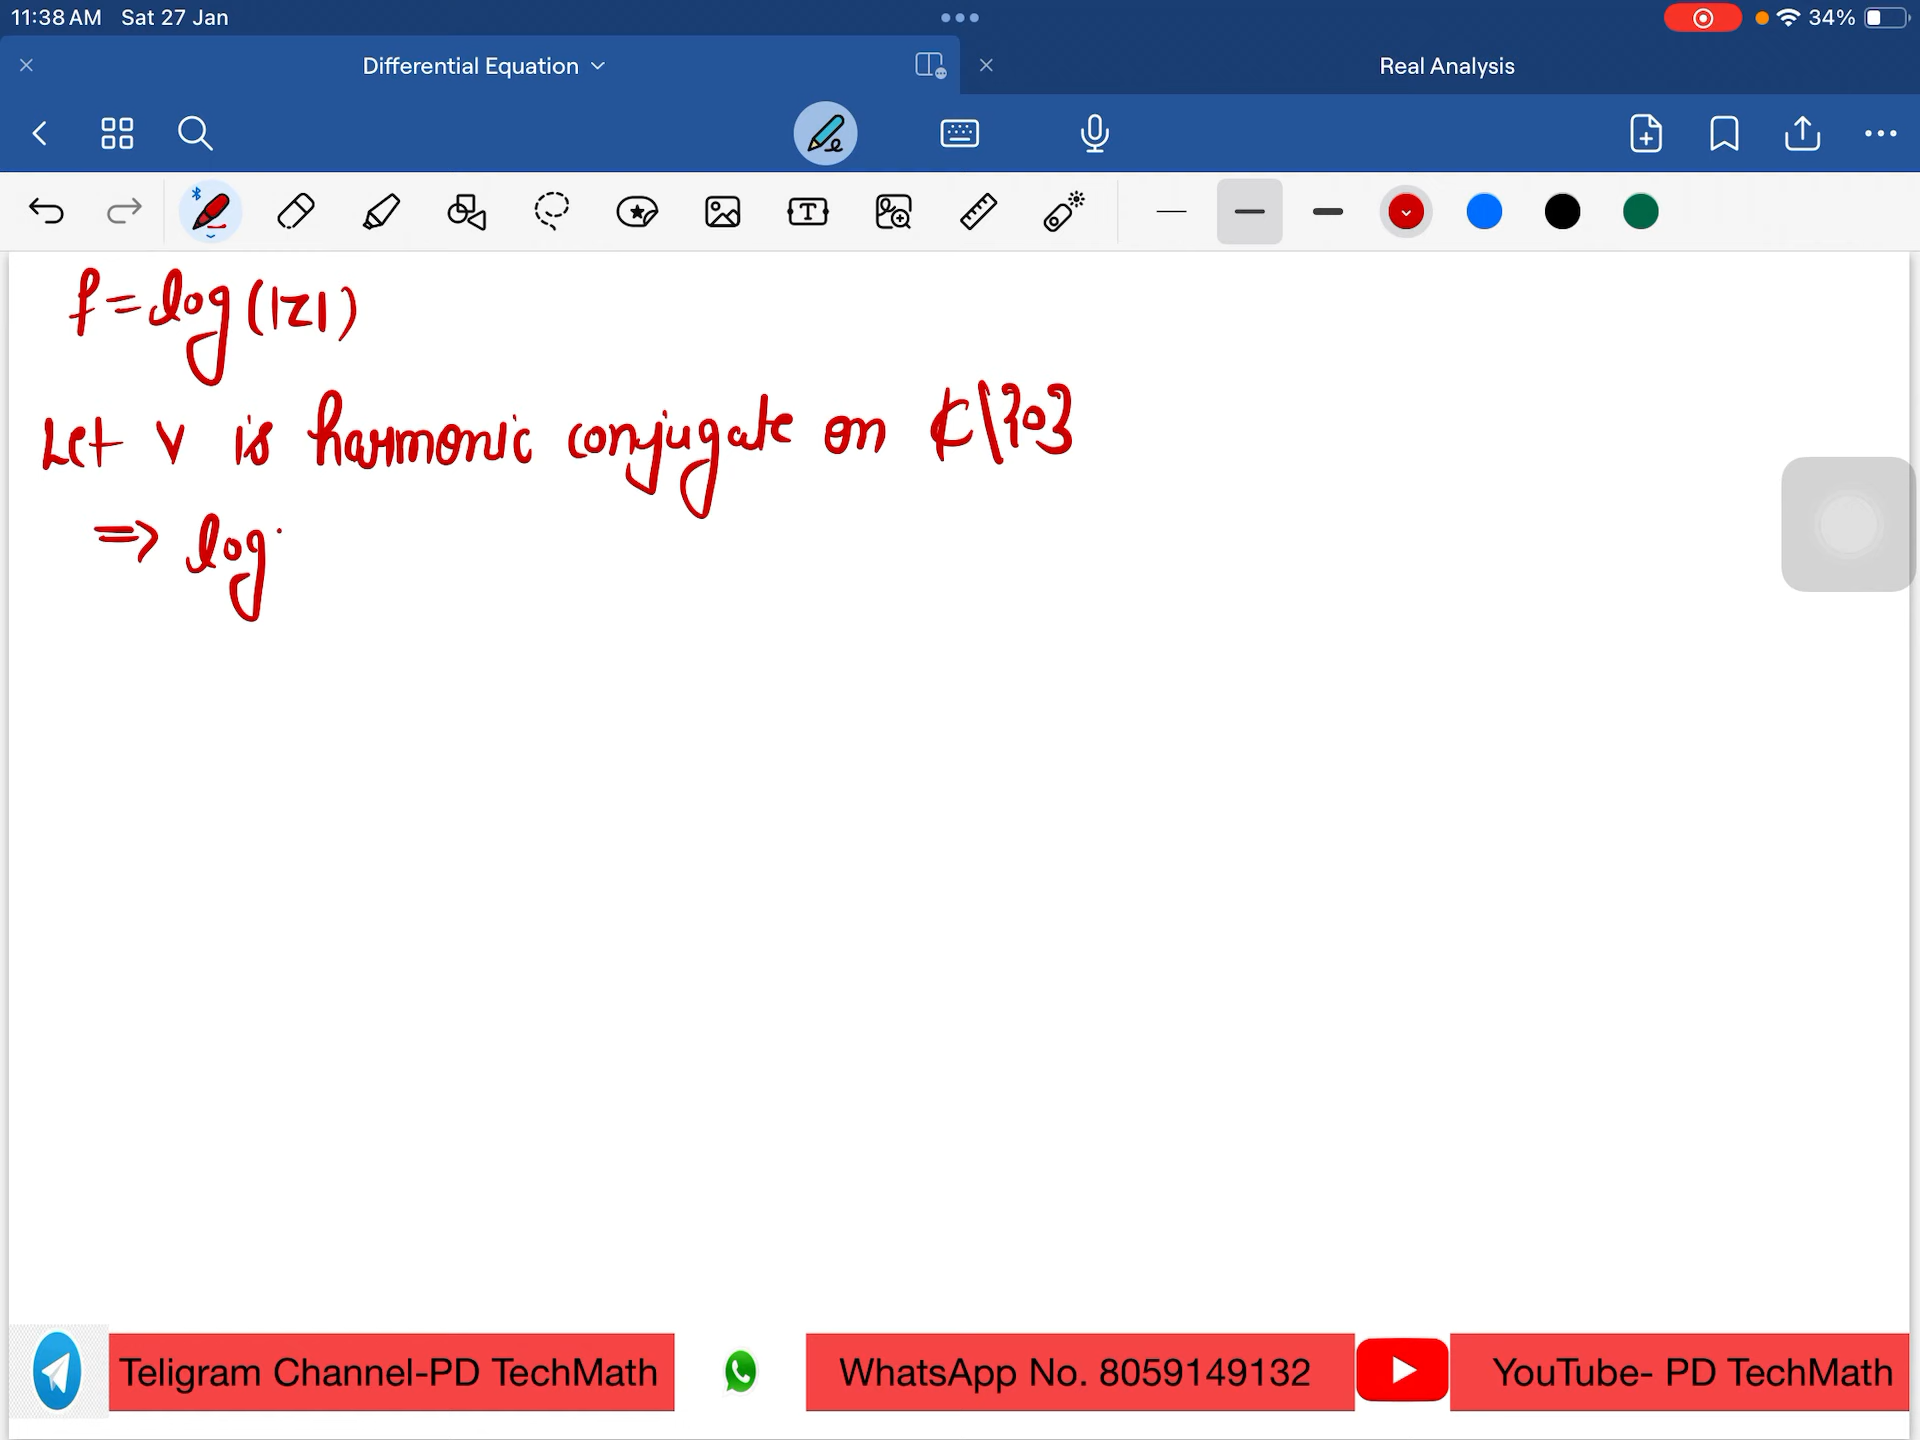 11:38 AM Sat 27 Jan
34%
Differential Equation
Real Analysis
f = log (|z|)
Let v is harmonic conjugate on ℂ\{0}
⇒ log
Teligram Channel-PD TechMath
WhatsApp No. 8059149132
YouTube- PD TechMath